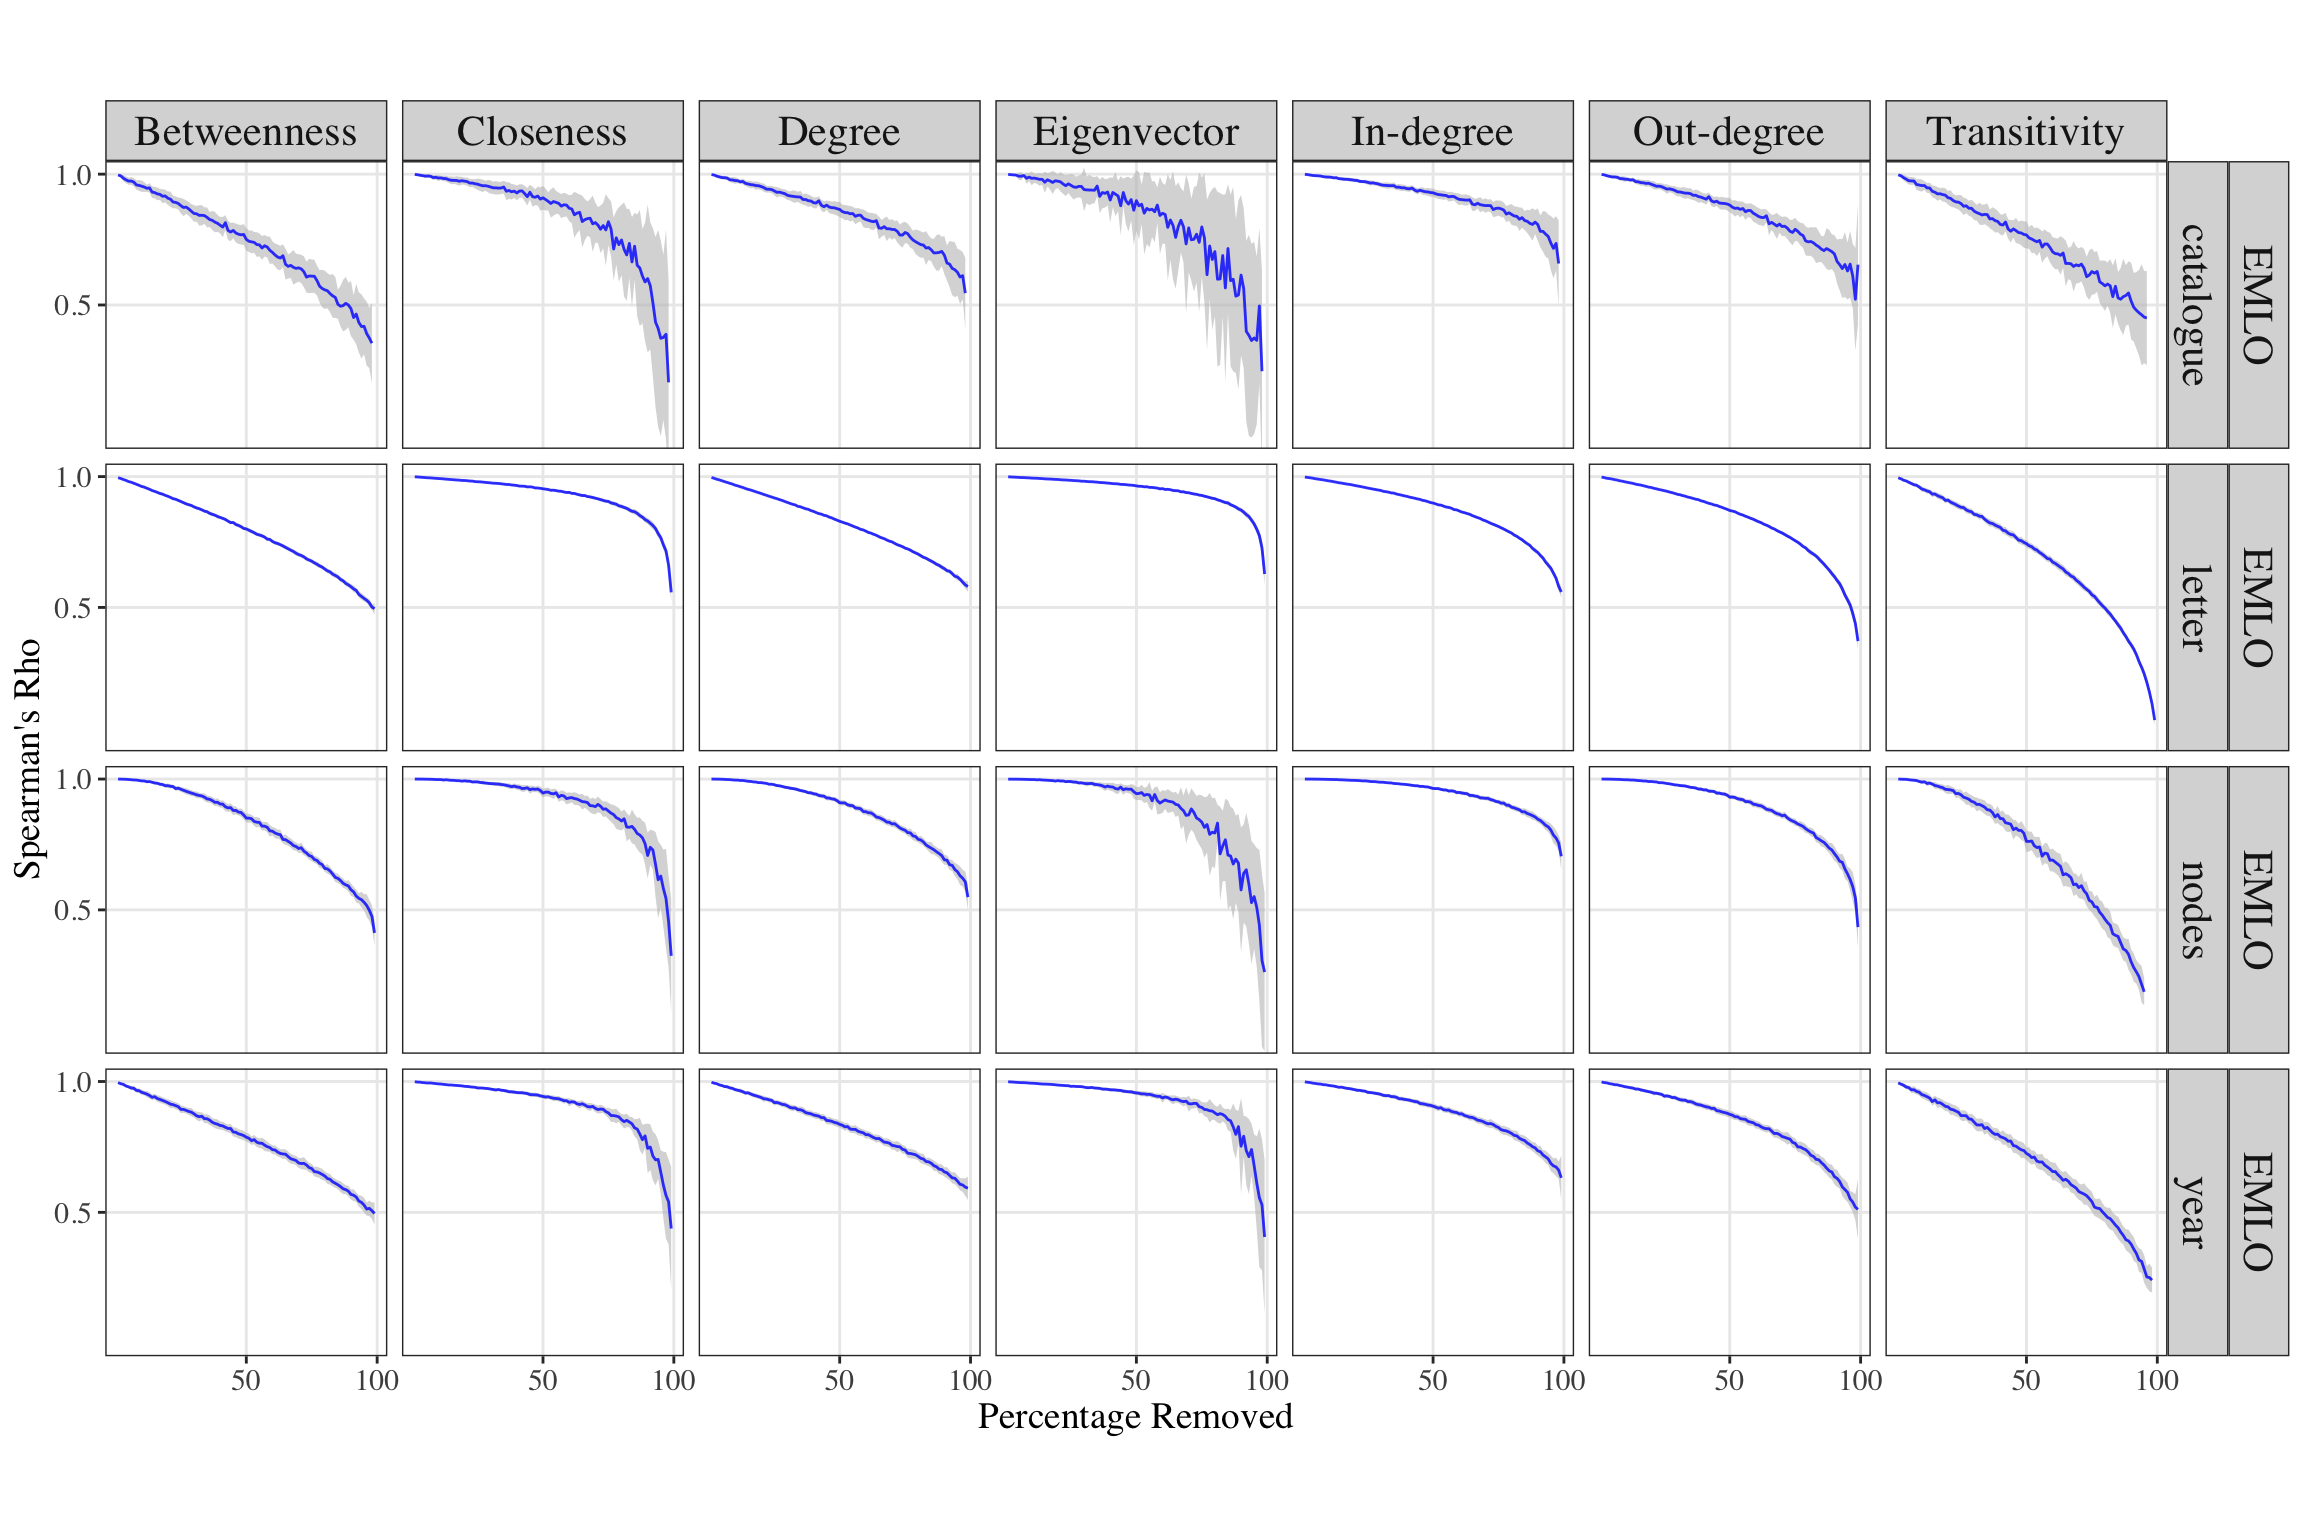 Betweenness Closeness Degree Eigenvector In-degree Out-degree Transitivity
1.0
0.5
catalogue EMLO
1.0
0.5
letter EMLO
Spearman's Rho
1.0
0.5
nodes EMLO
1.0
0.5
year EMLO
50 100 50 100 50 100 50 100 50 100 50 100 50 100
Percentage Removed